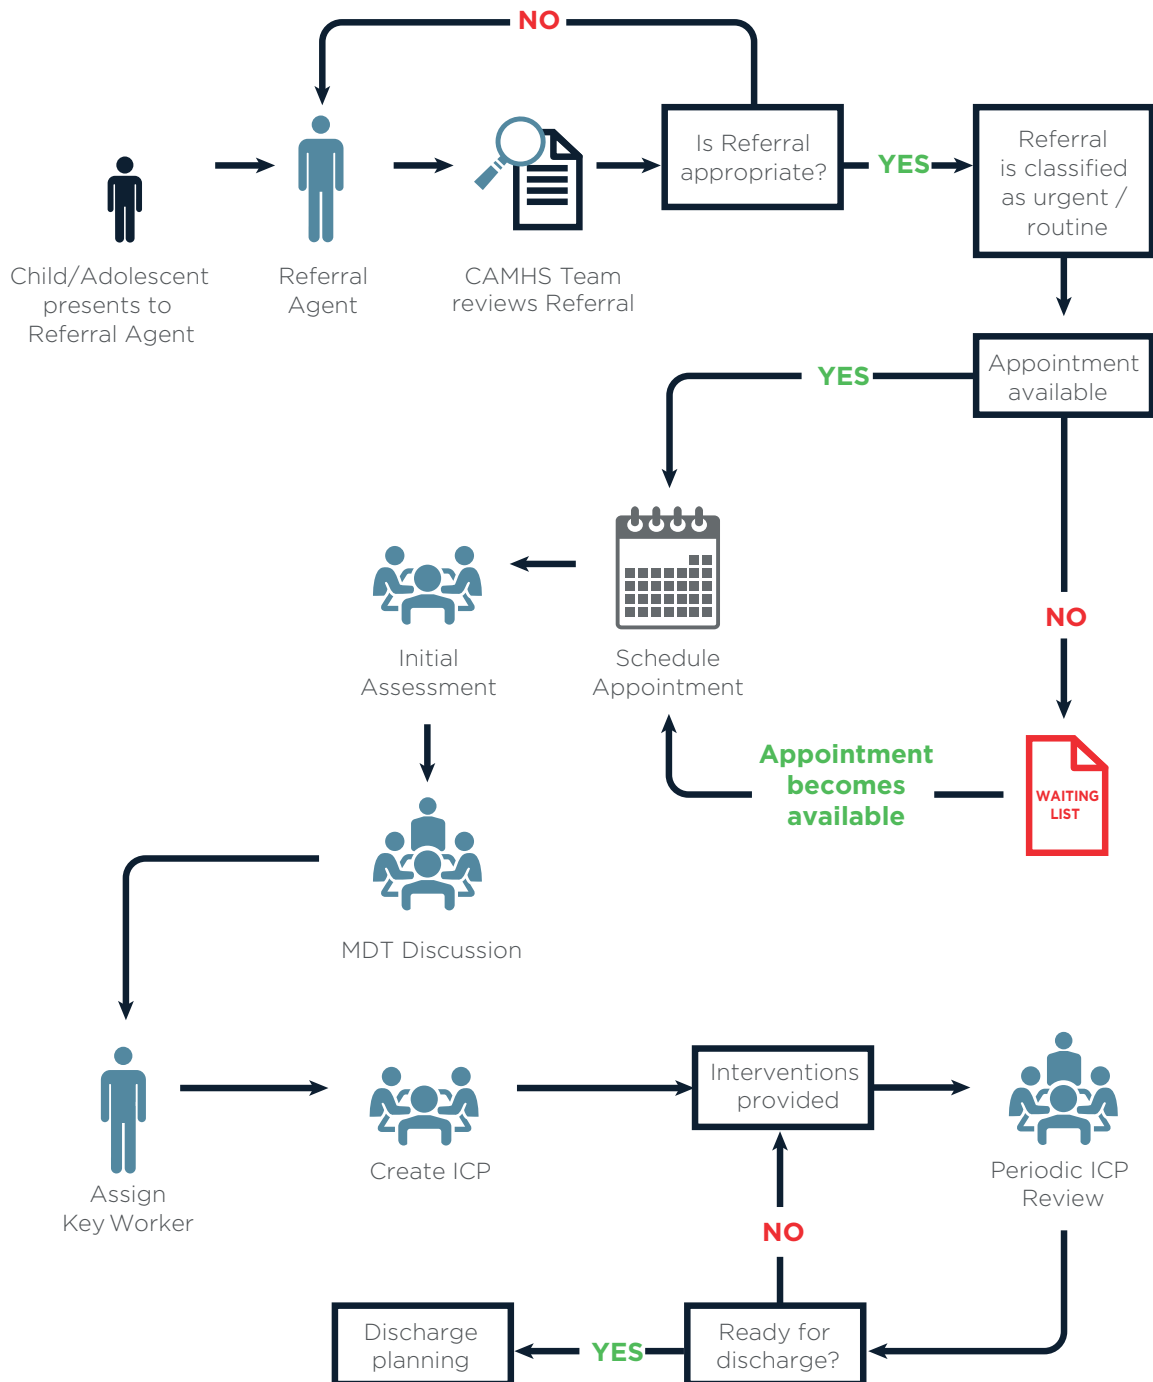 NO
Is Referral
appropriate?
YES
Referral
is classified
as urgent /
routine
Child/Adolescent
presents to
Referral Agent
Referral
Agent
CAMHS Team
reviews Referral
Appointment
available
YES
NO
Initial
Assessment
Schedule
Appointment
Appointment
becomes
available
WAITING
LIST
MDT Discussion
Assign
Key Worker
Create ICP
Interventions
provided
Periodic ICP
Review
NO
Discharge
planning
YES
Ready for
discharge?